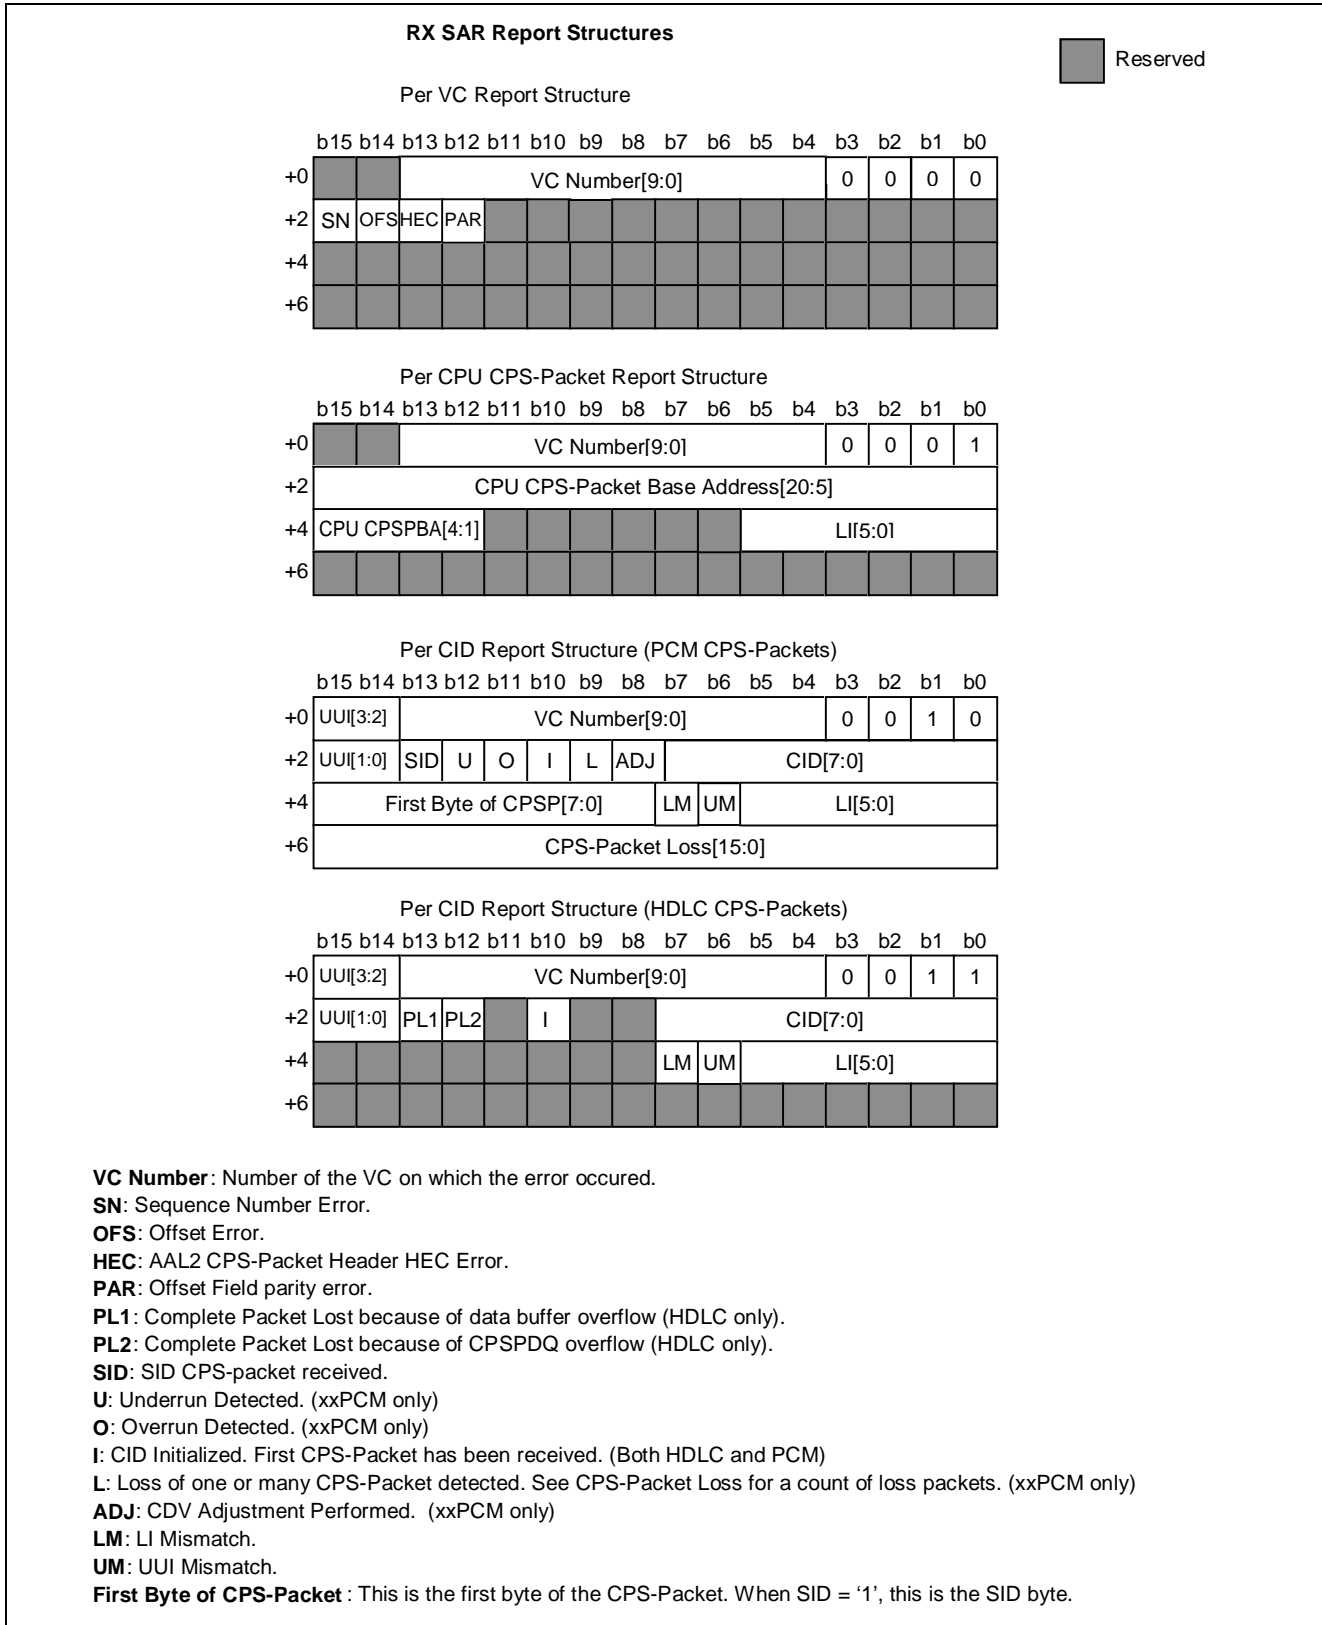 RX SAR Report Structures
Reserved
Per VC Report Structure
b15 b14 b13 b12 b11 b10 b9 b8 b7 b6 b5 b4 b3 b2 b1 b0
+0 VC Number[9:0] 0 0 0 0
+2 SN OFS HEC PAR
+4
+6
Per CPU CPS-Packet Report Structure
b15 b14 b13 b12 b11 b10 b9 b8 b7 b6 b5 b4 b3 b2 b1 b0
+0 VC Number[9:0] 0 0 0 1
+2 CPU CPS-Packet Base Address[20:5]
+4 CPU CPSPBA[4:1] LI[5:0]
+6
Per CID Report Structure (PCM CPS-Packets)
b15 b14 b13 b12 b11 b10 b9 b8 b7 b6 b5 b4 b3 b2 b1 b0
+0 UUI[3:2] VC Number[9:0] 0 0 1 0
+2 UUI[1:0] SID U O I L ADJ CID[7:0]
+4 First Byte of CPSP[7:0] LM UM LI[5:0]
+6 CPS-Packet Loss[15:0]
Per CID Report Structure (HDLC CPS-Packets)
b15 b14 b13 b12 b11 b10 b9 b8 b7 b6 b5 b4 b3 b2 b1 b0
+0 UUI[3:2] VC Number[9:0] 0 0 1 1
+2 UUI[1:0] PL1 PL2 I CID[7:0]
+4 LM UM LI[5:0]
+6
VC Number: Number of the VC on which the error occured.
SN: Sequence Number Error.
OFS: Offset Error.
HEC: AAL2 CPS-Packet Header HEC Error.
PAR: Offset Field parity error.
PL1: Complete Packet Lost because of data buffer overflow (HDLC only).
PL2: Complete Packet Lost because of CPSPDQ overflow (HDLC only).
SID: SID CPS-packet received.
U: Underrun Detected. (xxPCM only)
O: Overrun Detected. (xxPCM only)
I: CID Initialized. First CPS-Packet has been received. (Both HDLC and PCM)
L: Loss of one or many CPS-Packet detected. See CPS-Packet Loss for a count of loss packets. (xxPCM only)
ADJ: CDV Adjustment Performed. (xxPCM only)
LM: LI Mismatch.
UM: UUI Mismatch.
First Byte of CPS-Packet : This is the first byte of the CPS-Packet. When SID = ‘1’, this is the SID byte.